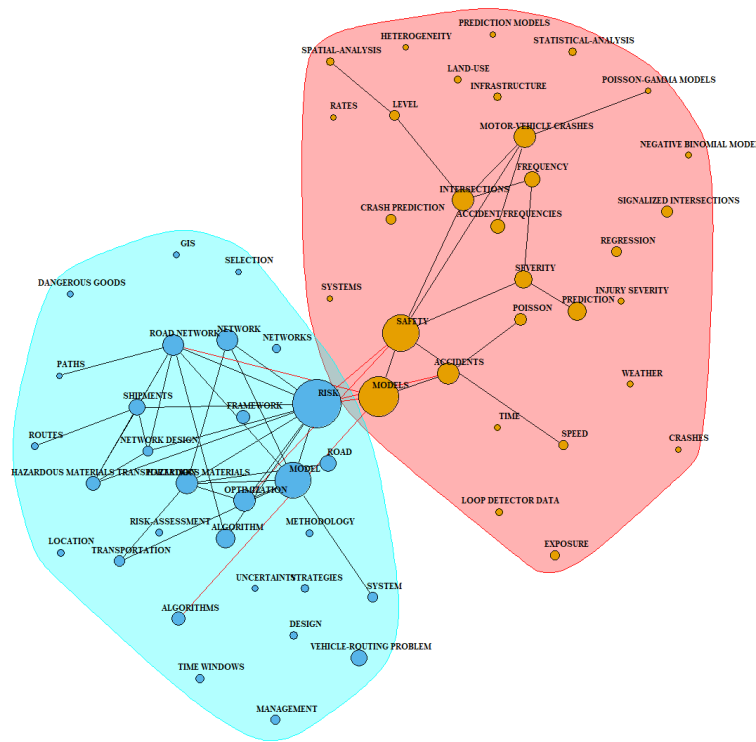 PREDICTION MODELS
HETEROGENEITY
STATISTICAL-ANALYSIS
SPATIAL-ANALYSIS
LAND-USE
POISSON-GAMMA MODELS
INFRASTRUCTURE
RATES
LEVEL
MOTOR-VEHICLE CRASHES
NEGATIVE BINOMIAL MODE
FREQUENCY
INTERSECTIONS
SIGNALIZED INTERSECTIONS
CRASH PREDICTION
ACCIDENT FREQUENCIES
GIS
REGRESSION
SELECTION
SEVERITY
DANGEROUS GOODS
SYSTEMS
INJURY SEVERITY
PREDICTION
POISSON
SAFETY
ROAD NETWORK
NETWORK
NETWORKS
PATHS
ACCIDENTS
WEATHER
MODELS
RISK
SHIPMENTS
FRAMEWORK
TIME
ROUTES
NETWORK DESIGN
SPEED
CRASHES
ROAD
HAZARDOUS MATERIALS
MATERIALS
MODEL
OPTIMIZATION
LOOP DETECTOR DATA
RISK-ASSESSMENT
METHODOLOGY
ALGORITHM
LOCATION
TRANSPORTATION
EXPOSURE
UNCERTAINTY
STRATEGIES
SYSTEM
ALGORITHMS
DESIGN
VEHICLE-ROUTING PROBLEM
TIME WINDOWS
MANAGEMENT